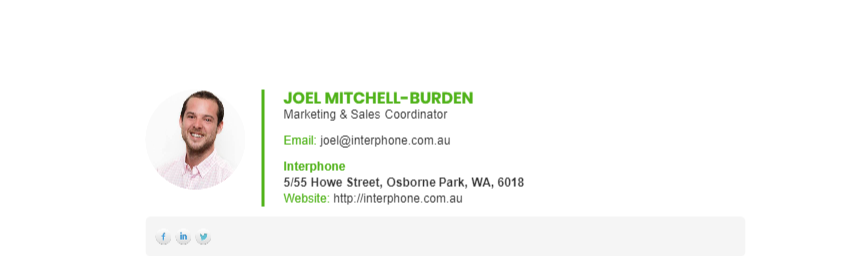 JOEL MITCHELL-BURDEN
Marketing & Sales Coordinator
Email: joel@interphone.com.au
Interphone
5/55 Howe Street, Osborne Park, WA, 6018
Website: http://interphone.com.au